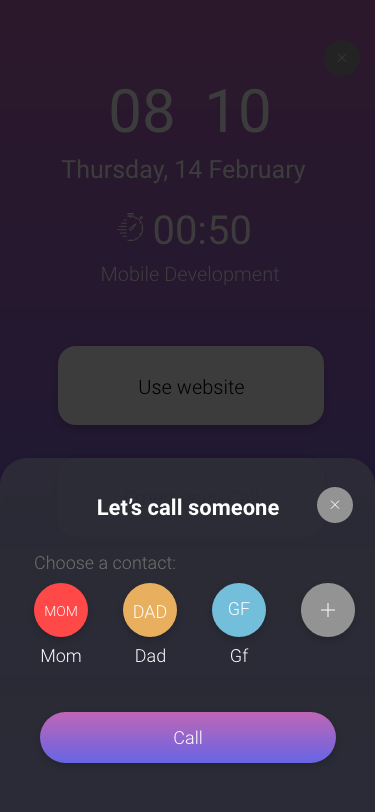 08 10
Thursday, 14 February
00:50
Mobile Development
Use website
Let’s call someone
Choose a contact:
MOM DAD GF
Mom Dad Gf
Call